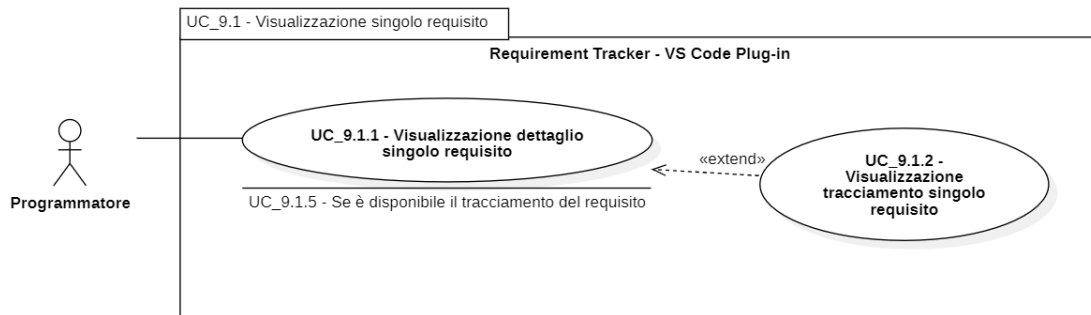 UC_9.1 - Visualizzazione singolo requisito
Requirement Tracker - VS Code Plug-in
UC_9.1.1 - Visualizzazione dettaglio
singolo requisito
«extend»
UC_9.1.2 -
Visualizzazione
tracciamento singolo
requisito
UC_9.1.5 - Se è disponibile il tracciamento del requisito
Programmatore